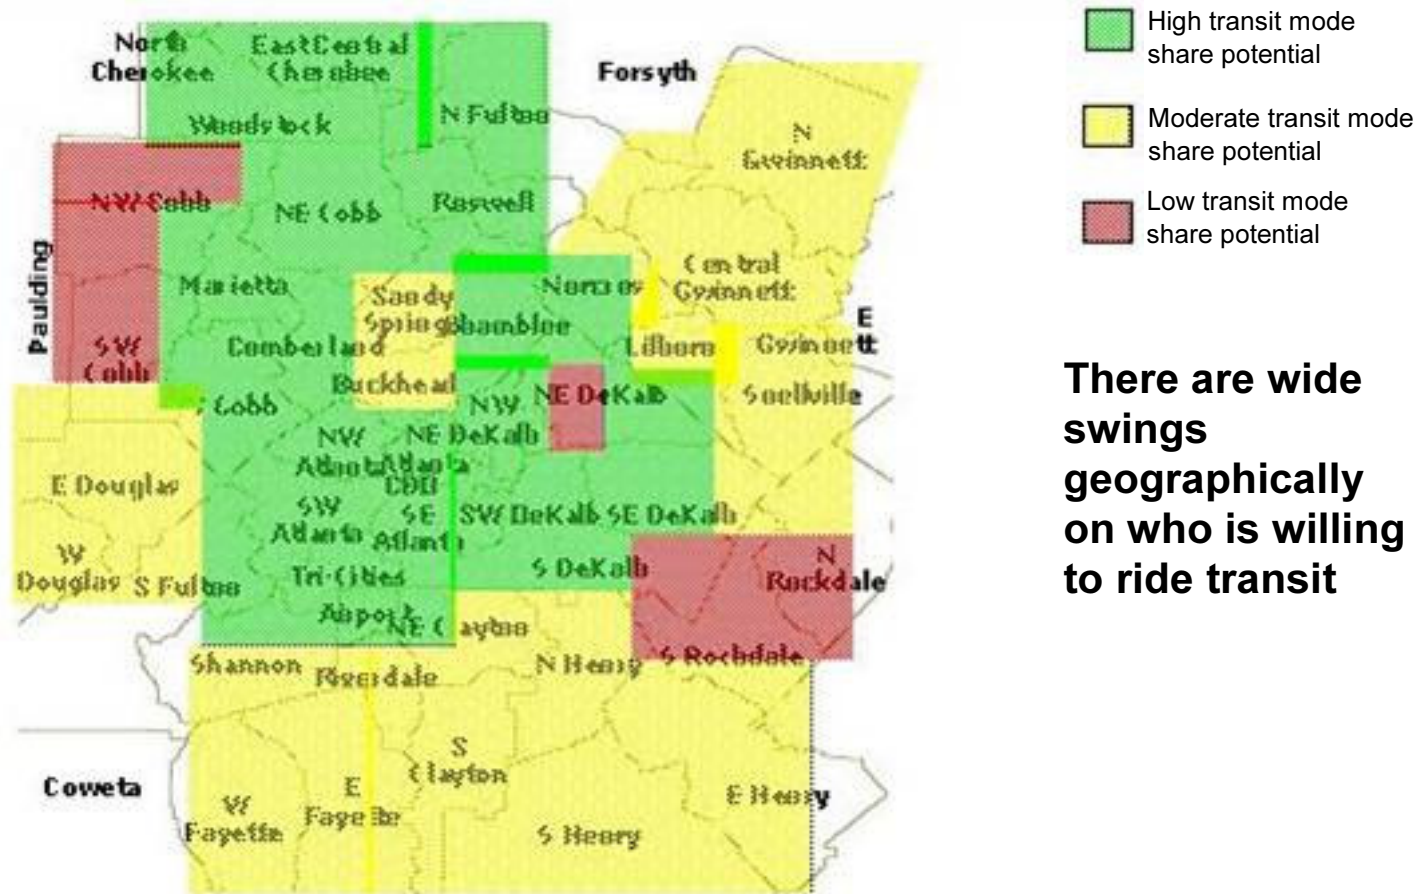 North
Cherokee
East Central
Cherokee
Forsyth
N Fulton
Woodstock
N
Gwinnett
NW Cobb
NE Cobb
Roswell
Paulding
Marietta
Sandy
Springs
Norcross
Central
Gwinnett
Chamblee
Cumberland
Lilburn
E
Gwinnett
SW
Cobb
Buckhead
S Cobb
NW
NE DeKalb
Snellville
NW
Atlanta
NE DeKalb
Atlanta
CBD
E Douglas
SW
Atlanta
SE
Atlanta
SW DeKalb
SE DeKalb
W
Douglas
S Fulton
Tri-Cities
S DeKalb
N
Rockdale
Airport
NE Clayton
Shannon
Riverdale
N Henry
S Rockdale
Coweta
S
Clayton
W
Fayette
E
Fayette
E Henry
S Henry
High transit mode
share potential
Moderate transit mode
share potential
Low transit mode
share potential
There are wide
swings
geographically
on who is willing
to ride transit